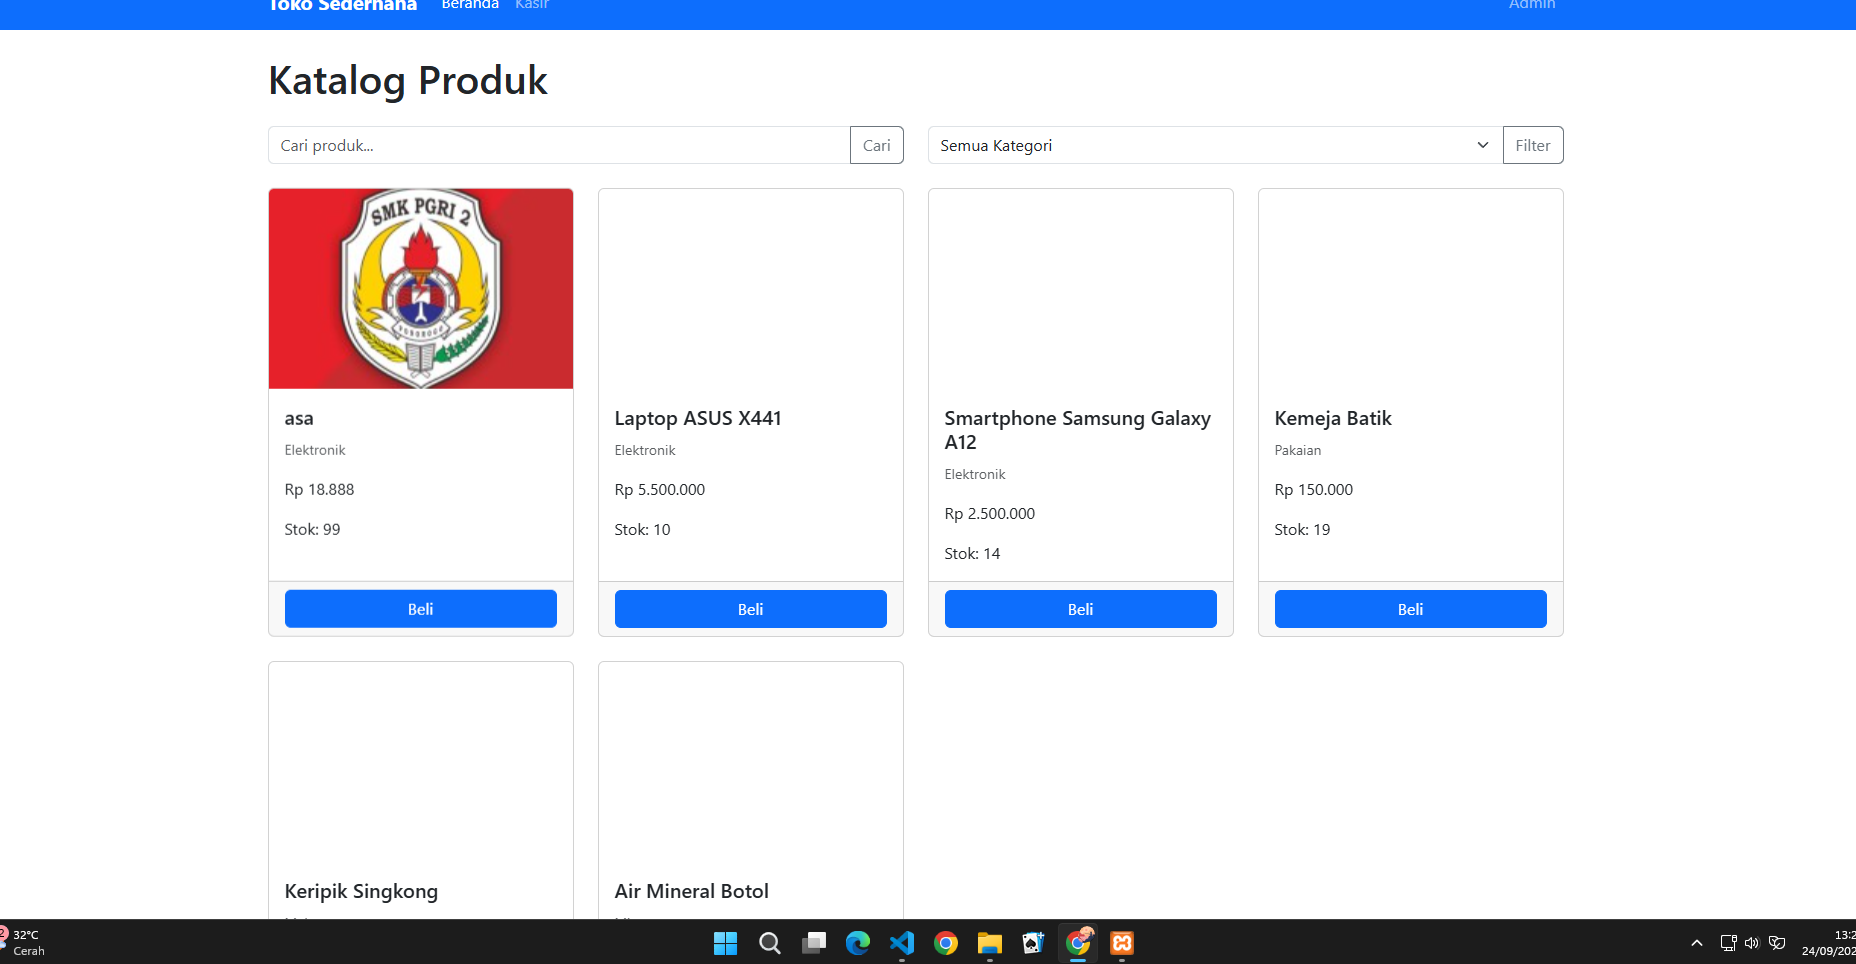 Toko Sederhana Beranda Kasir Admin
Katalog Produk
Cari produk... Cari Semua Kategori Filter
SMK PGRI 2
PONOROGO
asa
Elektronik
Rp 18.888
Stok: 99
Beli
Laptop ASUS X441
Elektronik
Rp 5.500.000
Stok: 10
Beli
Smartphone Samsung Galaxy
A12
Elektronik
Rp 2.500.000
Stok: 14
Beli
Kemeja Batik
Pakaian
Rp 150.000
Stok: 19
Beli
Keripik Singkong
Air Mineral Botol
2
32°C
Cerah
13:2
24/09/202